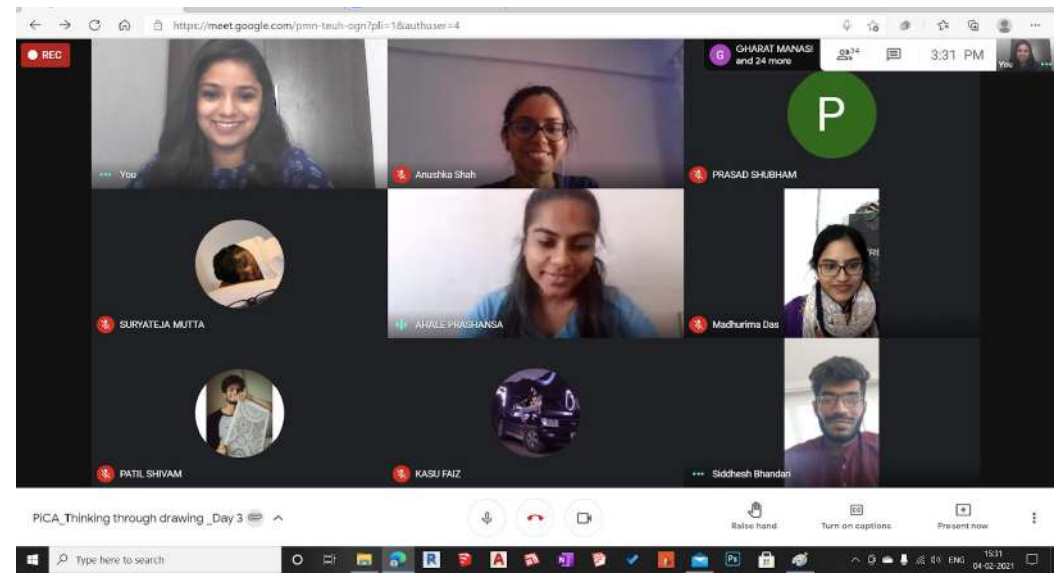 https://meet.google.com/pmn-teuh-ogn?pli=1&authuser=4
REC
G
GHARAT MANASI
and 24 more
34
3:31 PM
You
You
Anushka Shah
P
PRASAD SHUBHAM
SURYATEJA MUTTA
AHALE PRASHANSA
Madhurima Das
PATIL SHIVAM
KASU FAIZ
Siddhesh Bhandari
PiCA_Thinking through drawing _Day 3
Raise hand
Turn on captions
Present now
Type here to search
R
A
Ps
ENG
15:31
04-02-2021